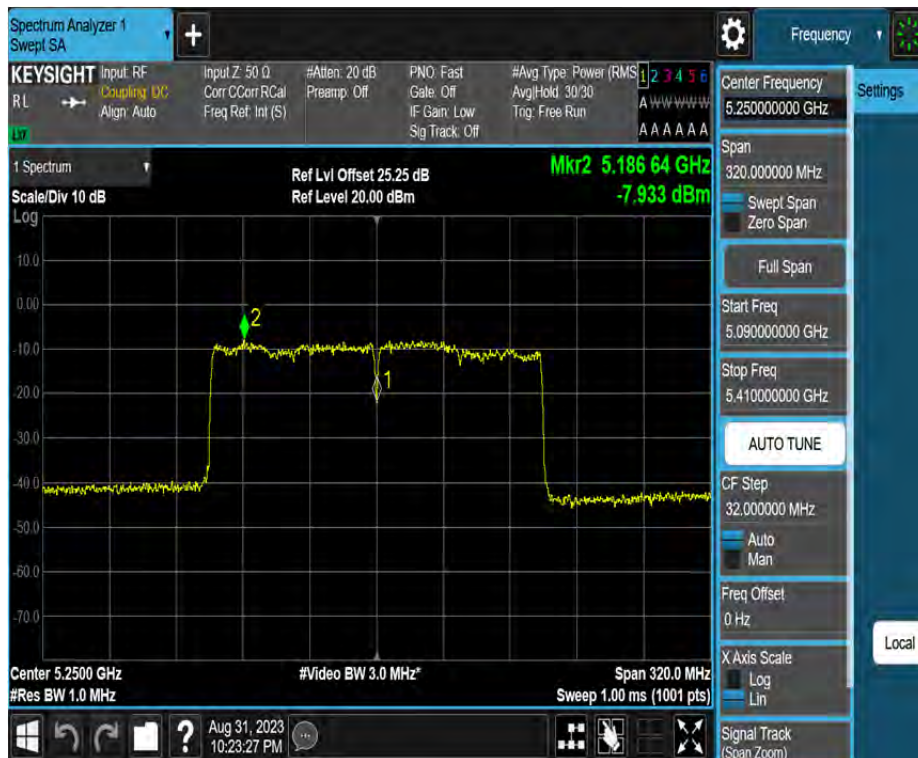 Spectrum Analyzer 1
Swept SA
Frequency
KEYSIGHT
RL
LXI
Input: RF
Coupling: DC
Align: Auto
Input Z: 50 Ω
Corr CCorr RCal
Freq Ref: Int (S)
#Atten: 20 dB
Preamp: Off
PNO: Fast
Gate: Off
IF Gain: Low
Sig Track: Off
#Avg Type: Power (RMS
Avg|Hold: 30/30
Trig: Free Run
1 2 3 4 5 6
A W W W W W
A A A A A A
1 Spectrum
Scale/Div 10 dB
Ref Lvl Offset 25.25 dB
Ref Level 20.00 dBm
Mkr2 5.186 64 GHz
-7.933 dBm
Log
10.0
0.00
-10.0
-20.0
-30.0
-40.0
-50.0
-60.0
-70.0
2
1
Center 5.2500 GHz
#Res BW 1.0 MHz
#Video BW 3.0 MHz*
Span 320.0 MHz
Sweep 1.00 ms (1001 pts)
Center Frequency
5.250000000 GHz
Span
320.000000 MHz
Swept Span
Zero Span
Full Span
Start Freq
5.090000000 GHz
Stop Freq
5.410000000 GHz
AUTO TUNE
CF Step
32.000000 MHz
Auto
Man
Freq Offset
0 Hz
X Axis Scale
Log
Lin
Signal Track
(Span Zoom)
Settings
Local
?
Aug 31, 2023
10:23:27 PM